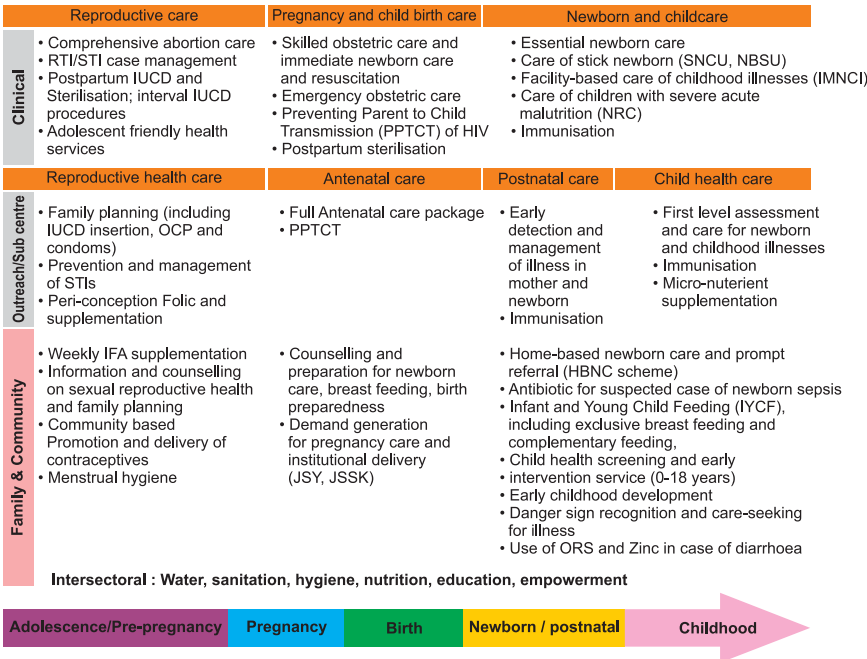 Reproductive care
Pregnancy and child birth care
Newborn and childcare
Clinical
• Comprehensive abortion care
• RTI/STI case management
• Postpartum IUCD and
Sterilisation; interval IUCD
procedures
• Adolescent friendly health
services
• Skilled obstetric care and
immediate newborn care
and resuscitation
• Emergency obstetric care
• Preventing Parent to Child
Transmission (PPTCT) of HIV
• Postpartum sterilisation
• Essential newborn care
• Care of stick newborn (SNCU, NBSU)
• Facility-based care of childhood illnesses (IMNCI)
• Care of children with severe acute
malutrition (NRC)
• Immunisation
Reproductive health care
Antenatal care
Postnatal care
Child health care
Outreach/Sub centre
• Family planning (including
IUCD insertion, OCP and
condoms)
• Prevention and management
of STIs
• Peri-conception Folic and
supplementation
• Full Antenatal care package
• PPTCT
• Early
detection and
management
of illness in
mother and
newborn
• Immunisation
• First level assessment
and care for newborn
and childhood illnesses
• Immunisation
• Micro-nuterient
supplementation
Family & Community
• Weekly IFA supplementation
• Information and counselling
on sexual reproductive health
and family planning
• Community based
Promotion and delivery of
contraceptives
• Menstrual hygiene
• Counselling and
preparation for newborn
care, breast feeding, birth
preparedness
• Demand generation
for pregnancy care and
institutional delivery
(JSY, JSSK)
• Home-based newborn care and prompt
referral (HBNC scheme)
• Antibiotic for suspected case of newborn sepsis
• Infant and Young Child Feeding (IYCF),
including exclusive breast feeding and
complementary feeding,
• Child health screening and early
• intervention service (0-18 years)
• Early childhood development
• Danger sign recognition and care-seeking
for illness
• Use of ORS and Zinc in case of diarrhoea
Intersectoral : Water, sanitation, hygiene, nutrition, education, empowerment
Adolescence/Pre-pregnancy
Pregnancy
Birth
Newborn / postnatal
Childhood